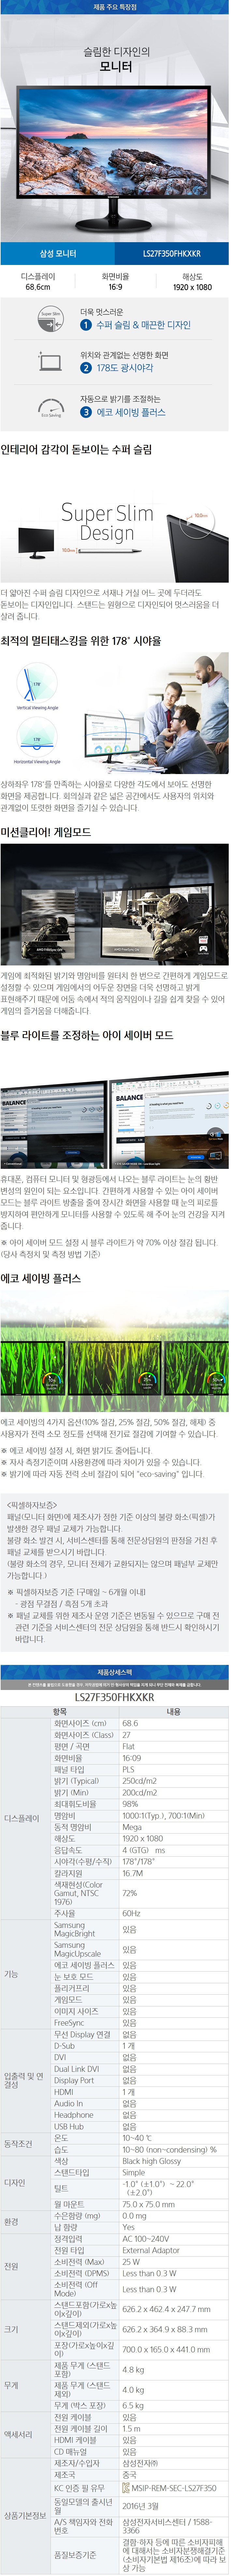 제품 주요 특장점
슬림한 디자인의
모니터
삼성 모니터
LS27F350FHKXKR
디스플레이
68.6cm
화면비율
16:9
해상도
1920 x 1080
Super Slim
더욱 멋스러운
1 수퍼 슬림 & 매끈한 디자인
위치와 관계없는 선명한 화면
2 178도 광시야각
Eco Saving
자동으로 밝기를 조절하는
3 에코 세이빙 플러스
인테리어 감각이 돋보이는 수퍼 슬림
Super Slim
Design
10.0mm
10.0mm
더 얇아진 수퍼 슬림 디자인으로 서재나 거실 어느 곳에 두더라도
돋보이는 디자인입니다. 스탠드는 원형으로 디자인되어 멋스러움을 더
살려 줍니다.
최적의 멀티태스킹을 위한 178° 시야율
178°
Vertical Viewing Angle
178°
Horizontal Viewing Angle
상하좌우 178°를 만족하는 시야율로 다양한 각도에서 보아도 선명한
화면을 제공합니다. 회의실과 같은 넓은 공간에서도 사용자의 위치와
관계없이 또렷한 화면을 즐기실 수 있습니다.
미션클리어! 게임모드
게임에 최적화된 밝기와 명암비를 원터치 한 번으로 간편하게 게임모드로
설정할 수 있으며 게임에서의 어두운 장면을 더욱 선명하고 밝게
표현해주기 때문에 어둠 속에서 적의 움직임이나 길을 쉽게 찾을 수 있어
게임의 즐거움을 더해줍니다.
블루 라이트를 조정하는 아이 세이버 모드
BALANCE
BALANCE
휴대폰, 컴퓨터 모니터 및 형광등에서 나오는 블루 라이트는 눈의 황반
변성의 원인이 되는 요소입니다. 간편하게 사용할 수 있는 아이 세이버
모드는 블루 라이트 방출을 줄여 장시간 화면을 사용할 때 눈의 피로를
방지하여 편안하게 모니터를 사용할 수 있도록 해 주어 눈의 건강을 지켜
줍니다.
※ 아이 세이버 모드 설정 시 블루 라이트가 약 70% 이상 절감 됩니다.
(당사 측정치 및 측정 방법 기준)
에코 세이빙 플러스
에코 세이빙의 4가지 옵션(10% 절감, 25% 절감, 50% 절감, 해제) 중
사용자가 전력 소모 정도를 선택해 전기료 절감에 기여할 수 있습니다.
※ 에코 세이빙 설정 시, 화면 밝기도 줄어듭니다.
※ 자사 측정기준이며 사용환경에 따라 차이가 있을 수 있습니다.
※ 밝기에 따라 자동 전력 소비 절감이 되어 "eco-saving" 입니다.
<픽셀하자보증>
패널(모니터 화면)에 제조사가 정한 기준 이상의 불량 화소(픽셀)가
발생한 경우 패널 교체가 가능합니다.
불량 화소 발견 시, 서비스센터를 통해 전문상담원의 판정을 거친 후
패널 교체를 받으시기 바랍니다.
(불량 화소의 경우, 모니터 전체가 교환되지는 않으며 패널부 교체만
가능합니다.)
※ 픽셀하자보증 기준 [구매일 ~ 6개월 이내]
- 광점 무결점 / 흑점 5개 초과
※ 패널 교체를 위한 제조사 운영 기준은 변동될 수 있으므로 구매 전
관련 기준을 서비스센터의 전문 상담원을 통해 반드시 확인하시기
바랍니다.
제품상세스펙
LS27F350FHKXKR
항목 내용
디스플레이
화면사이즈 (cm) 68.6
화면사이즈 (Class) 27
평면 / 곡면 Flat
화면비율 16:09
패널 타입 PLS
밝기 (Typical) 250cd/m2
밝기 (Min) 200cd/m2
최대휘도비율 98%
명암비 1000:1(Typ.), 700:1(Min)
동적 명암비 Mega
해상도 1920 x 1080
응답속도 4 (GTG) ms
시야각(수평/수직) 178°/178°
칼라지원 16.7M
색재현성(Color
Gamut, NTSC
1976) 72%
주사율 60Hz
기능
Samsung
MagicBright 있음
Samsung
MagicUpscale 있음
에코 세이빙 플러스 있음
눈 보호 모드 있음
플리커프리 있음
게임모드 있음
이미지 사이즈 있음
FreeSync 있음
입출력 및 연
결성
무선 Display 연결 없음
D-Sub 1 개
DVI 없음
Dual Link DVI 없음
Display Port 없음
HDMI 1 개
Audio In 없음
Headphone 없음
USB Hub 없음
동작조건
온도 10~40 ℃
습도 10~80 (non-condensing) %
디자인
색상 Black high Glossy
스탠드타입 Simple
틸트 -1.0° (±1.0°) ~ 22.0°
(±2.0°)
월 마운트 75.0 x 75.0 mm
환경
수은함량 (mg) 0.0 mg
납 함량 Yes
전원
정격입력 AC 100~240V
전원 타입 External Adaptor
소비전력 (Max) 25 W
소비전력 (DPMS) Less than 0.3 W
소비전력 (Off
Mode) Less than 0.3 W
크기
스탠드포함(가로x높
이x깊이) 626.2 x 462.4 x 247.7 mm
스탠드제외(가로x높
이x깊이) 626.2 x 364.9 x 88.3 mm
포장(가로x높이x깊
이) 700.0 x 165.0 x 441.0 mm
무게
제품 무게 (스탠드
포함) 4.8 kg
제품 무게 (스탠드
제외) 4.0 kg
무게 (박스 포장) 6.5 kg
액세서리
전원 케이블 있음
전원 케이블 길이 1.5 m
HDMI 케이블 있음
CD 매뉴얼 있음
상품기본정보
제조자/수입자 삼성전자㈜
제조국 중국
KC 인증 필 유무 MSIP-REM-SEC-LS27F350
동일모델의 출시년
월 2016년 3월
A/S 책임자와 전화
번호 삼성전자서비스센터 / 1588-
3366
품질보증기준 결함·하자 등에 따른 소비자피해
에 대해서는 소비자분쟁해결기준
(소비자기본법 제16조)에 따라 보
상 가능